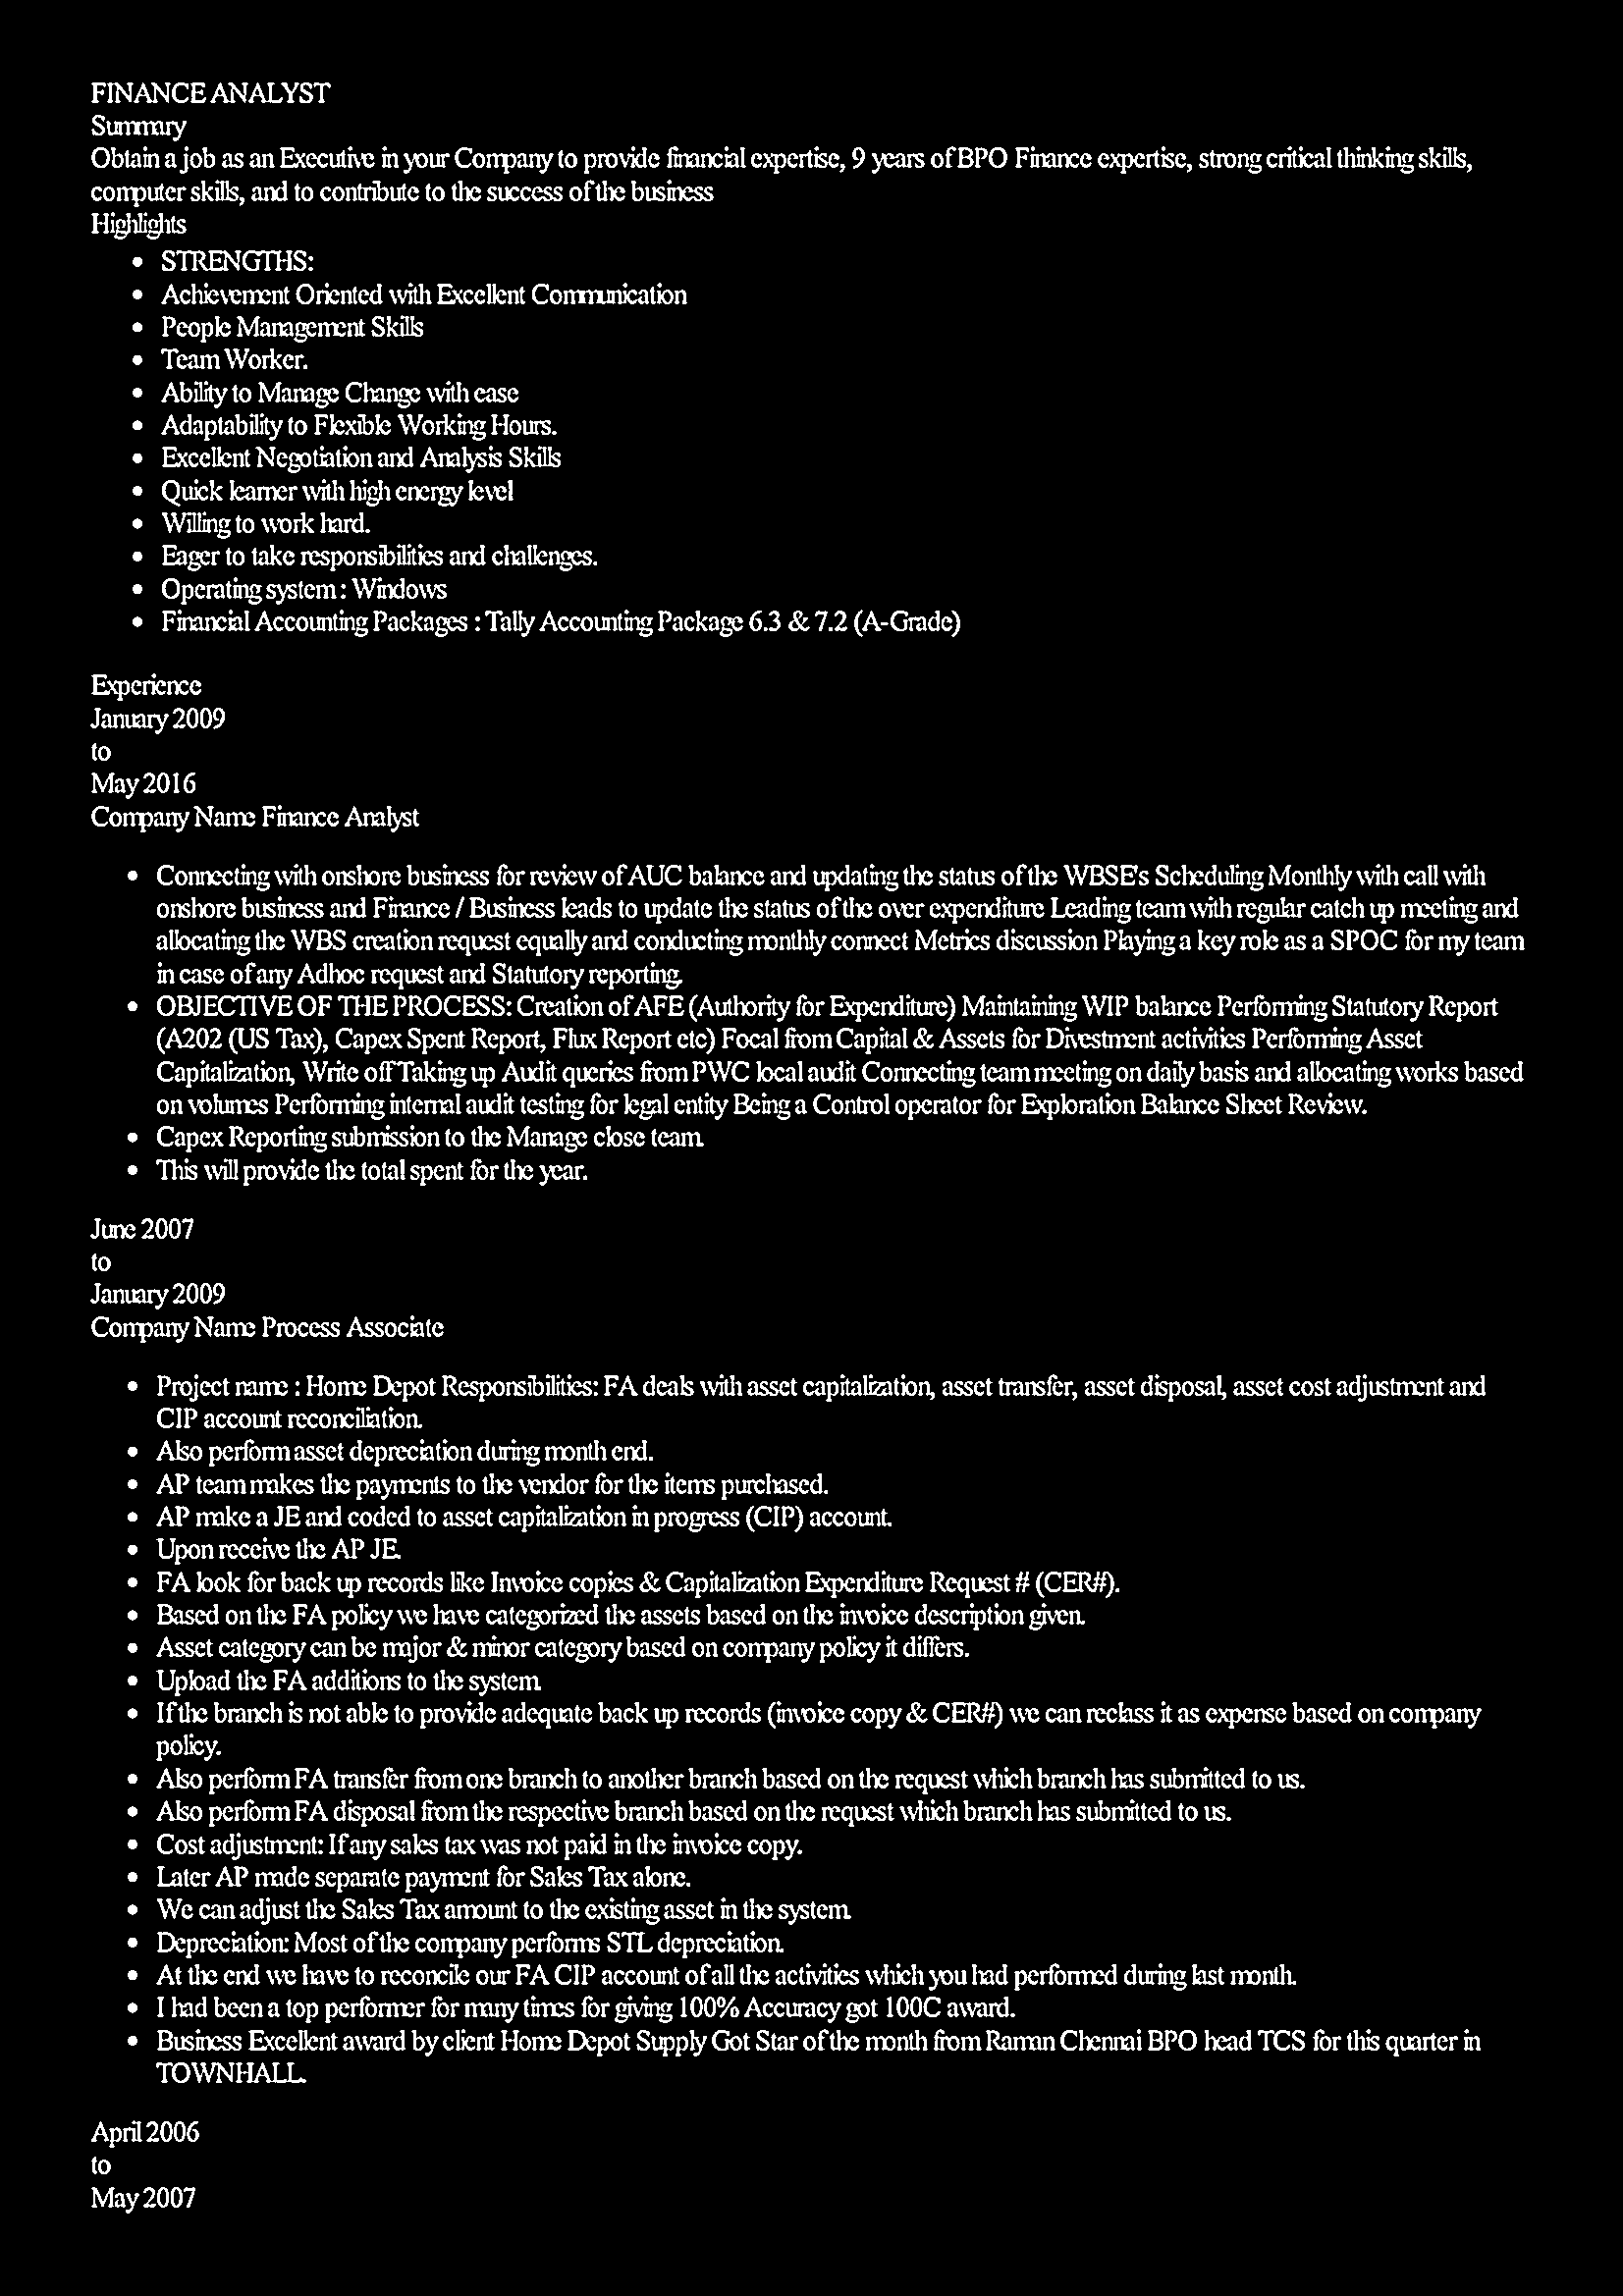 FINANCE ANALYST
Summary
Obtain a job as an Executive in your Company to provide financial expertise, 9 years of BPO Finance expertise, strong critical thinking skills,
computer skills, and to contribute to the success of the business
Highlights
• STRENGTHS:
• Achievement Oriented with Excellent Communication
• People Management Skills
• Team Worker.
• Ability to Manage Change with ease
• Adaptability to Flexible Working Hours.
• Excellent Negotiation and Analysis Skills
• Quick learner with high energy level
• Willing to work hard.
• Eager to take responsibilities and challenges.
• Operating system : Windows
• Financial Accounting Packages : Tally Accounting Package 6.3 & 7.2 (A-Grade)
Experience
January 2009
to
May 2016
Company Name Finance Analyst
• Connecting with onshore business for review of AUC balance and updating the status of the WBSE's Scheduling Monthly with call with
onshore business and Finance / Business leads to update the status of the over expenditure Leading team with regular catch up meeting and
allocating the WBS creation request equally and conducting monthly connect Metrics discussion Playing a key role as a SPOC for my team
in case of any Adhoc request and Statutory reporting.
• OBJECTIVE OF THE PROCESS: Creation of AFE (Authority for Expenditure) Maintaining WIP balance Performing Statutory Report
(A202 (US Tax), Capex Spent Report, Flux Report etc) Focal from Capital & Assets for Divestment activities Performing Asset
Capitalization, Write off Taking up Audit queries from PWC local audit Connecting team meeting on daily basis and allocating works based
on volumes Performing internal audit testing for legal entity Being a Control operator for Exploration Balance Sheet Review.
• Capex Reporting submission to the Manage close team.
• This will provide the total spent for the year.
June 2007
to
January 2009
Company Name Process Associate
• Project name : Home Depot Responsibilities: FA deals with asset capitalization, asset transfer, asset disposal, asset cost adjustment and
CIP account reconciliation.
• Also perform asset depreciation during month end.
• AP team makes the payments to the vendor for the items purchased.
• AP make a JE and coded to asset capitalization in progress (CIP) account.
• Upon receive the AP JE.
• FA look for back up records like Invoice copies & Capitalization Expenditure Request # (CER#).
• Based on the FA policy we have categorized the assets based on the invoice description given.
• Asset category can be major & minor category based on company policy it differs.
• Upload the FA additions to the system.
• If the branch is not able to provide adequate back up records (invoice copy & CER#) we can reclass it as expense based on company
policy.
• Also perform FA transfer from one branch to another branch based on the request which branch has submitted to us.
• Also perform FA disposal from the respective branch based on the request which branch has submitted to us.
• Cost adjustment: If any sales tax was not paid in the invoice copy.
• Later AP made separate payment for Sales Tax alone.
• We can adjust the Sales Tax amount to the existing asset in the system.
• Depreciation: Most of the company performs STL depreciation.
• At the end we have to reconcile our FA CIP account of all the activities which you had performed during last month.
• I had been a top performer for many times for giving 100% Accuracy got 100C award.
• Business Excellent award by client Home Depot Supply Got Star of the month from Raman Chennai BPO head TCS for this quarter in
TOWNHALL.
April 2006
to
May 2007